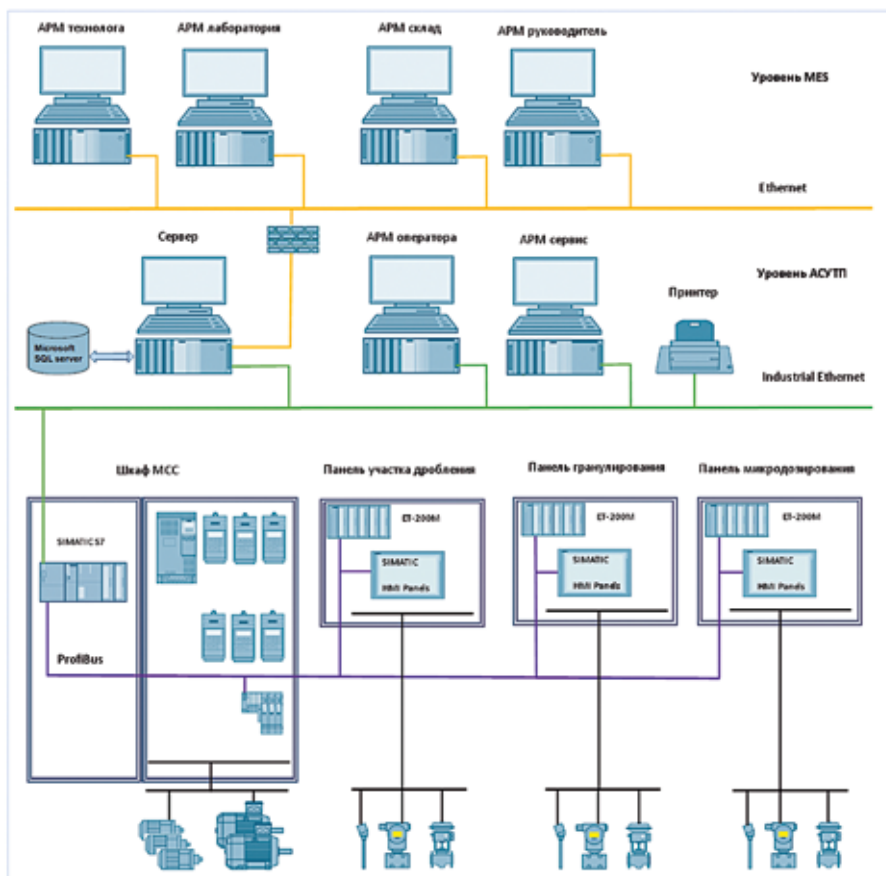 АРМ технолога
АРМ лаборатория
АРМ склад
АРМ руководитель
Уровень MES
Ethernet
Сервер
АРМ оператора
АРМ сервис
Уровень АСУТП
Принтер
Microsoft
SQL server
Industrial Ethernet
Шкаф МСС
Панель участка дробления
Панель гранулирования
Панель микродозирования
SIMATIC S7
ET-200M
ET-200M
ET-200M
SIMATIC
HMI Panels
SIMATIC
HMI Panels
SIMATIC
HMI Panels
ProfiBus